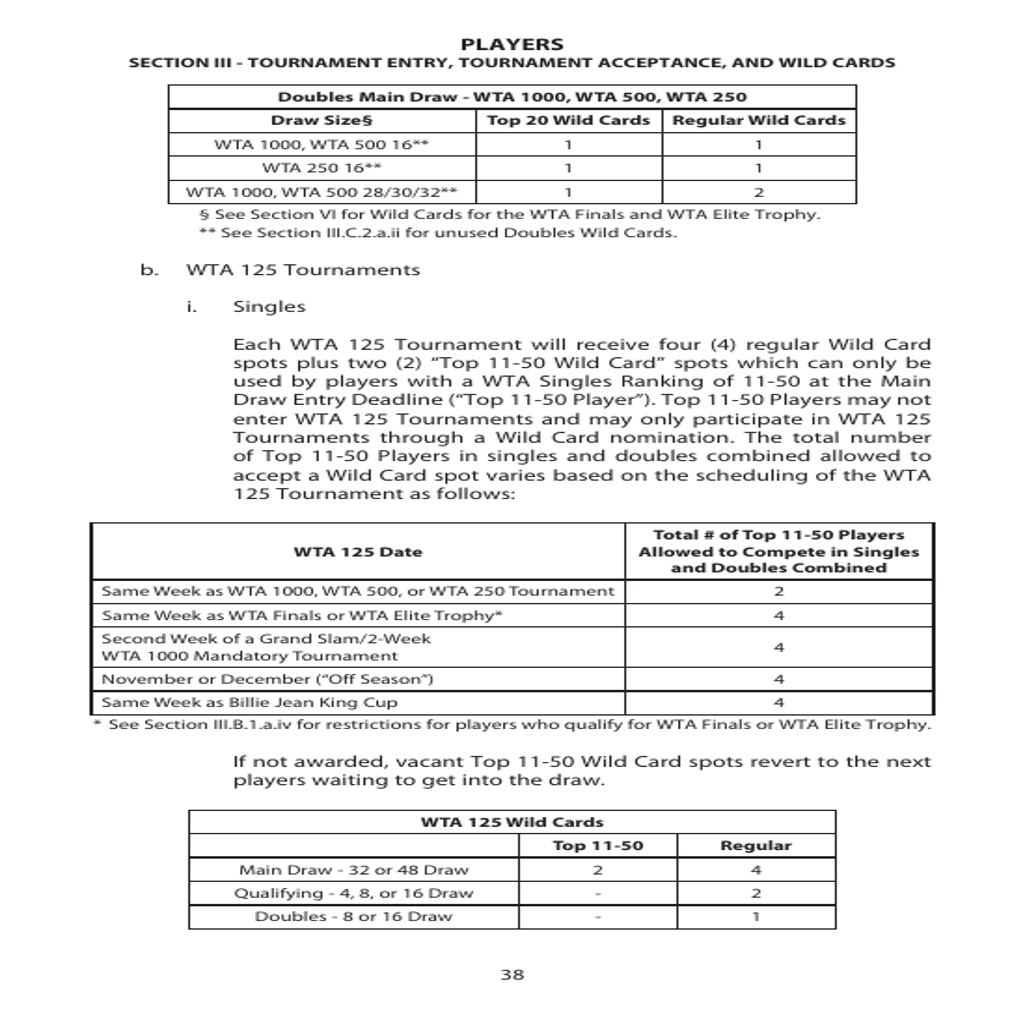 PLAYERS
SECTION III - TOURNAMENT ENTRY, TOURNAMENT ACCEPTANCE, AND WILD CARDS
Doubles Main Draw - WTA 1000, WTA 500, WTA 250
Draw Size§ Top 20 Wild Cards Regular Wild Cards
WTA 1000, WTA 500 16** 1 1
WTA 250 16** 1 1
WTA 1000, WTA 500 28/30/32** 1 2
§ See Section VI for Wild Cards for the WTA Finals and WTA Elite Trophy.
** See Section III.C.2.a.ii for unused Doubles Wild Cards.
b. WTA 125 Tournaments
i. Singles
Each WTA 125 Tournament will receive four (4) regular Wild Card
spots plus two (2) “Top 11-50 Wild Card” spots which can only be
used by players with a WTA Singles Ranking of 11-50 at the Main
Draw Entry Deadline (“Top 11-50 Player”). Top 11-50 Players may not
enter WTA 125 Tournaments and may only participate in WTA 125
Tournaments through a Wild Card nomination. The total number
of Top 11-50 Players in singles and doubles combined allowed to
accept a Wild Card spot varies based on the scheduling of the WTA
125 Tournament as follows:
WTA 125 Date Total # of Top 11-50 Players
Allowed to Compete in Singles
and Doubles Combined
Same Week as WTA 1000, WTA 500, or WTA 250 Tournament 2
Same Week as WTA Finals or WTA Elite Trophy* 4
Second Week of a Grand Slam/2-Week
WTA 1000 Mandatory Tournament 4
November or December (“Off Season”) 4
Same Week as Billie Jean King Cup 4
* See Section III.B.1.a.iv for restrictions for players who qualify for WTA Finals or WTA Elite Trophy.
If not awarded, vacant Top 11-50 Wild Card spots revert to the next
players waiting to get into the draw.
WTA 125 Wild Cards
Top 11-50 Regular
Main Draw - 32 or 48 Draw 2 4
Qualifying - 4, 8, or 16 Draw - 2
Doubles - 8 or 16 Draw - 1
38